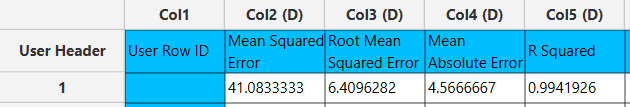 Col1 Col2 (D) Col3 (D) Col4 (D) Col5 (D)
User Header User Row ID Mean Squared Error Root Mean Squared Error Mean Absolute Error R Squared
1 41.0833333 6.4096282 4.5666667 0.9941926